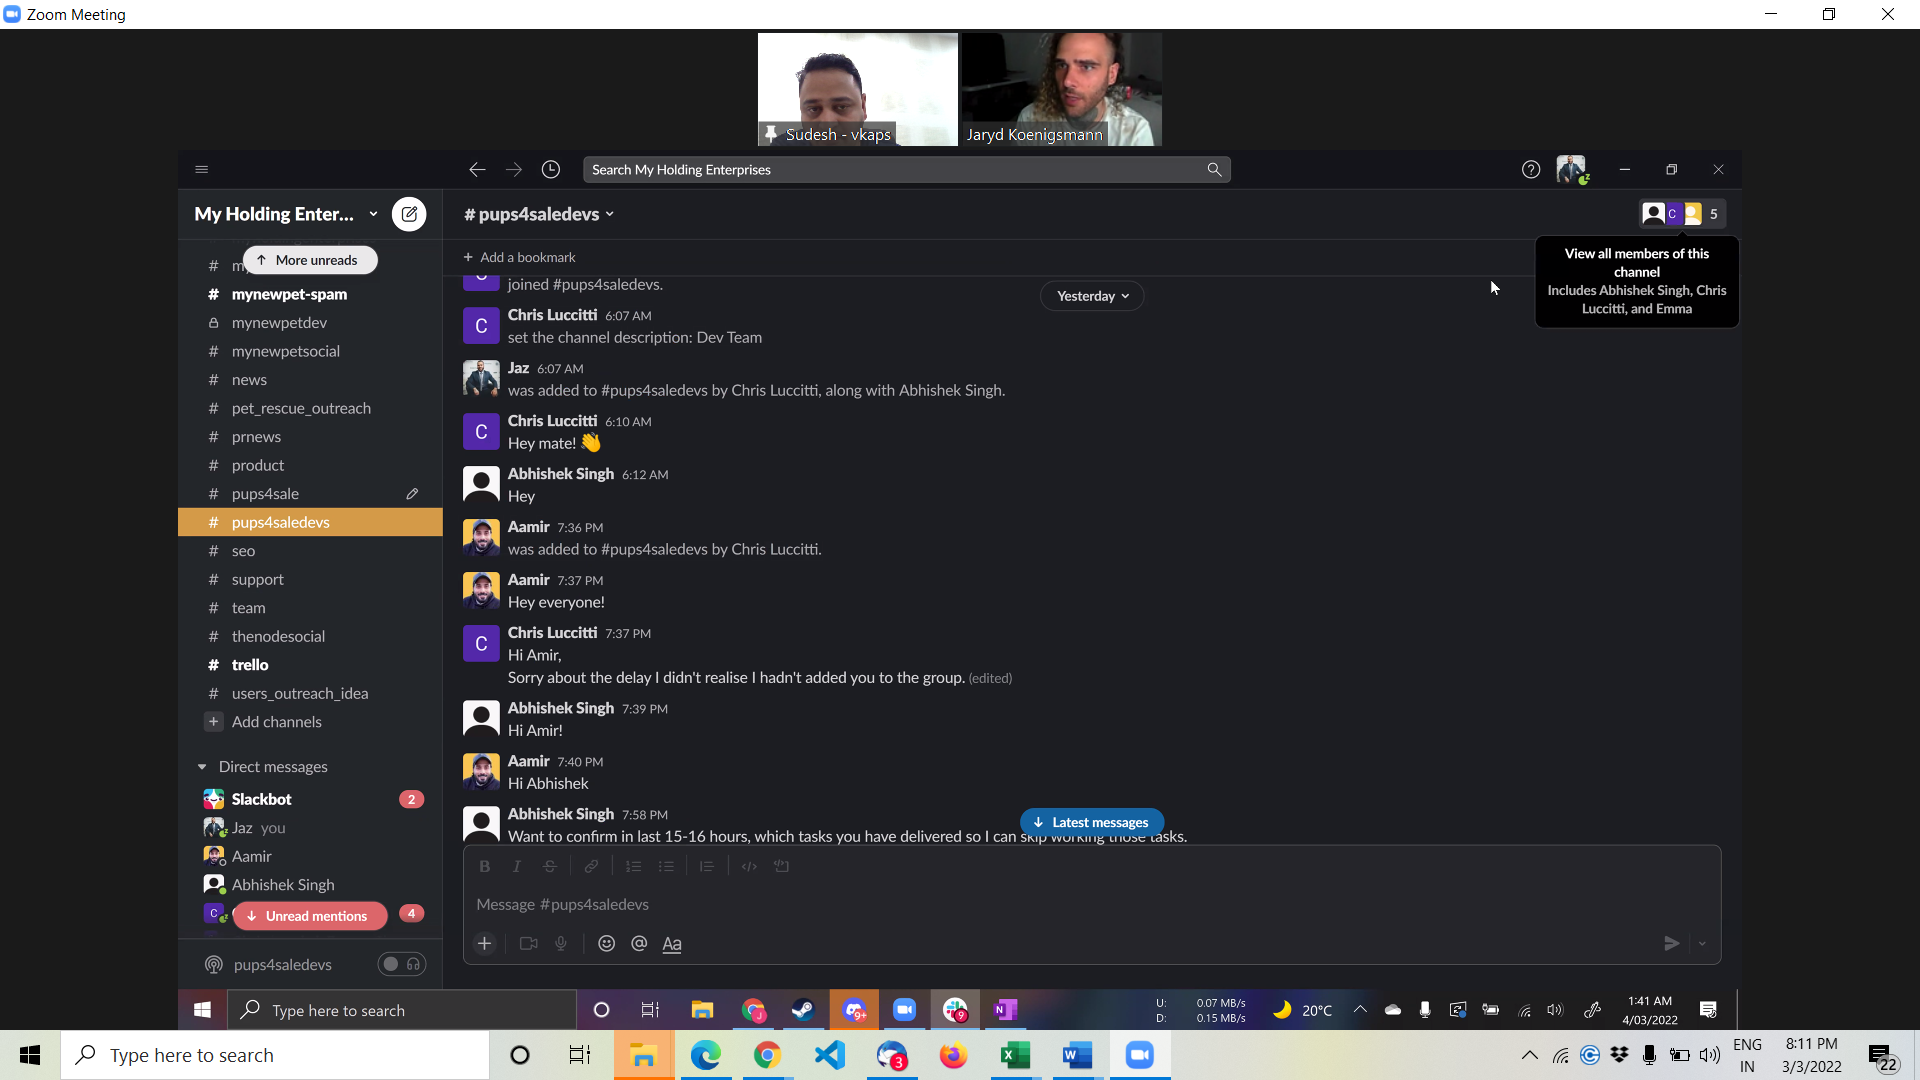 Zoom Meeting
Sudesh - vkaps
Jaryd Koenigsmann
Search My Holding Enterprises
My Holding Enter...
# pups4saledevs
C
5
Add a bookmark
View all members of this
channel
Includes Abhishek Singh, Chris
Luccitti, and Emma
More unreads
# mynewpet-spam
mynewpetdev
# mynewpetsocial
# news
# pet_rescue_outreach
# prnews
# product
# pups4sale
# pups4saledevs
# seo
# support
# team
# thenodesocial
# trello
# users_outreach_idea
+ Add channels
Direct messages
Slackbot 2
Jaz you
Aamir
Abhishek Singh
C
Unread mentions
4
pups4saledevs
joined #pups4saledevs.
Yesterday
C
Chris Luccitti 6:07 AM
set the channel description: Dev Team
Jaz 6:07 AM
was added to #pups4saledevs by Chris Luccitti, along with Abhishek Singh.
C
Chris Luccitti 6:10 AM
Hey mate! 👋
Abhishek Singh 6:12 AM
Hey
Aamir 7:36 PM
was added to #pups4saledevs by Chris Luccitti.
Aamir 7:37 PM
Hey everyone!
C
Chris Luccitti 7:37 PM
Hi Amir,
Sorry about the delay I didn't realise I hadn't added you to the group. (edited)
Abhishek Singh 7:39 PM
Hi Amir!
Aamir 7:40 PM
Hi Abhishek
Abhishek Singh 7:58 PM
Want to confirm in last 15-16 hours, which tasks you have delivered so I can skip working those tasks.
Latest messages
B I S
Message #pups4saledevs
+ @ Aa
Type here to search
J
9+
9
N
U: 0.07 MB/s
D: 0.15 MB/s
20°C
1:41 AM
4/03/2022
Type here to search
3
X
W
ENG
IN
8:11 PM
3/3/2022
22